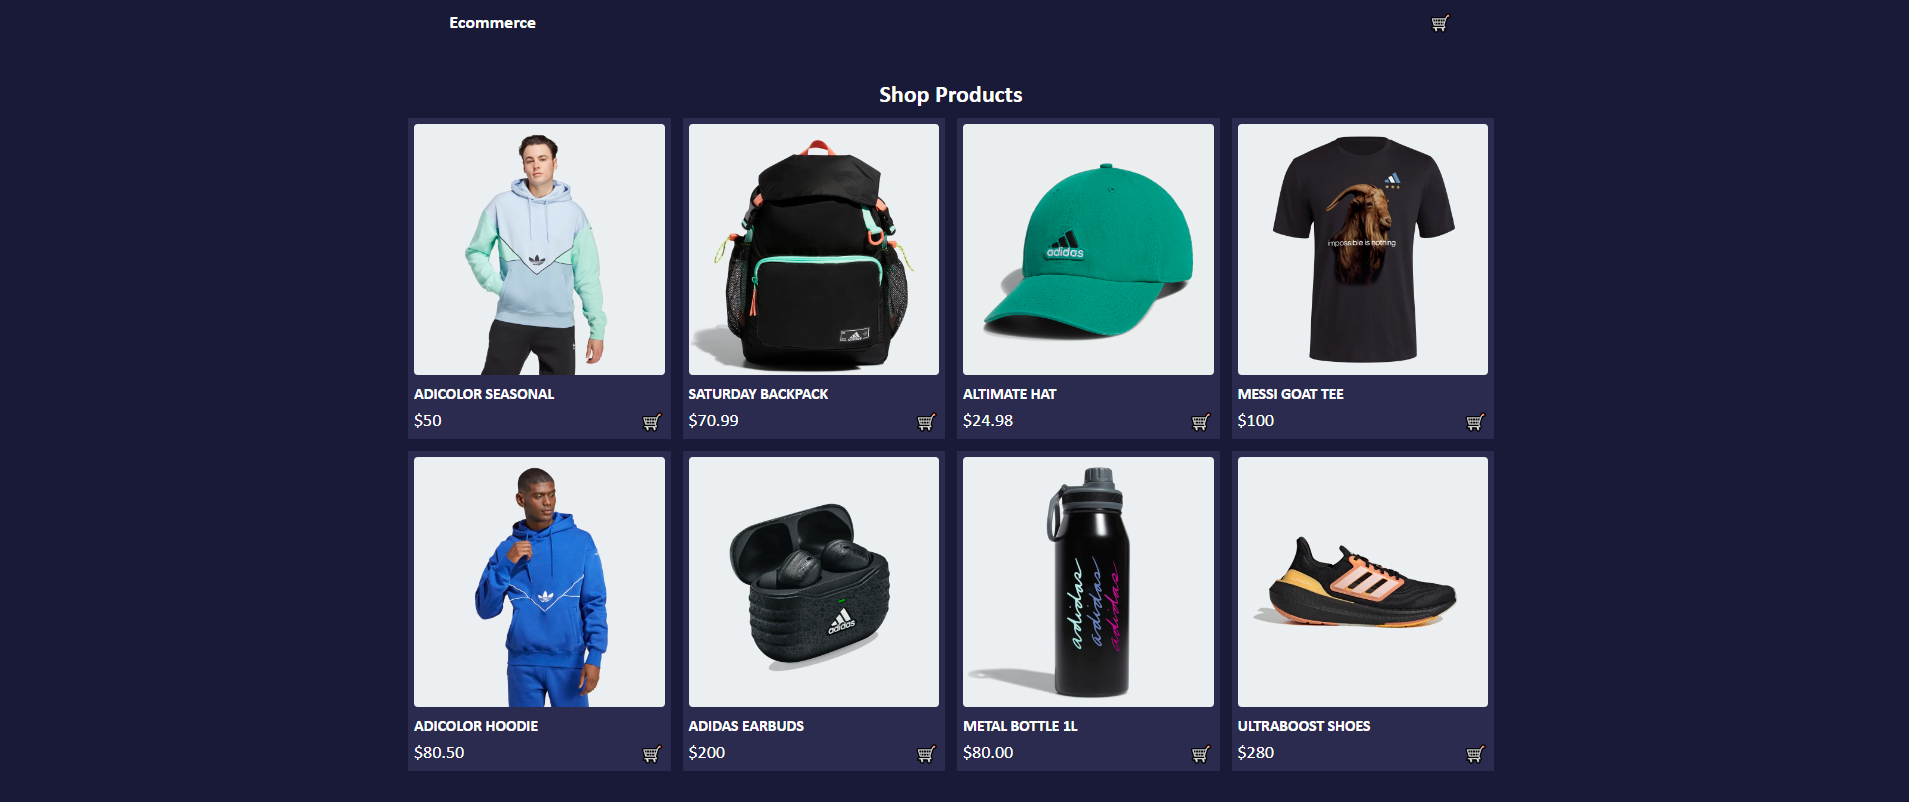 Ecommerce
Shop Products
adidas
impossible is nothing
ADICOLOR SEASONAL
SATURDAY BACKPACK
ALTIMATE HAT
MESSI GOAT TEE
$50
$70.99
$24.98
$100
adidas
adidas
adidas
adidas
ADICOLOR HOODIE
ADIDAS EARBUDS
METAL BOTTLE 1L
ULTRABOOST SHOES
$80.50
$200
$80.00
$280